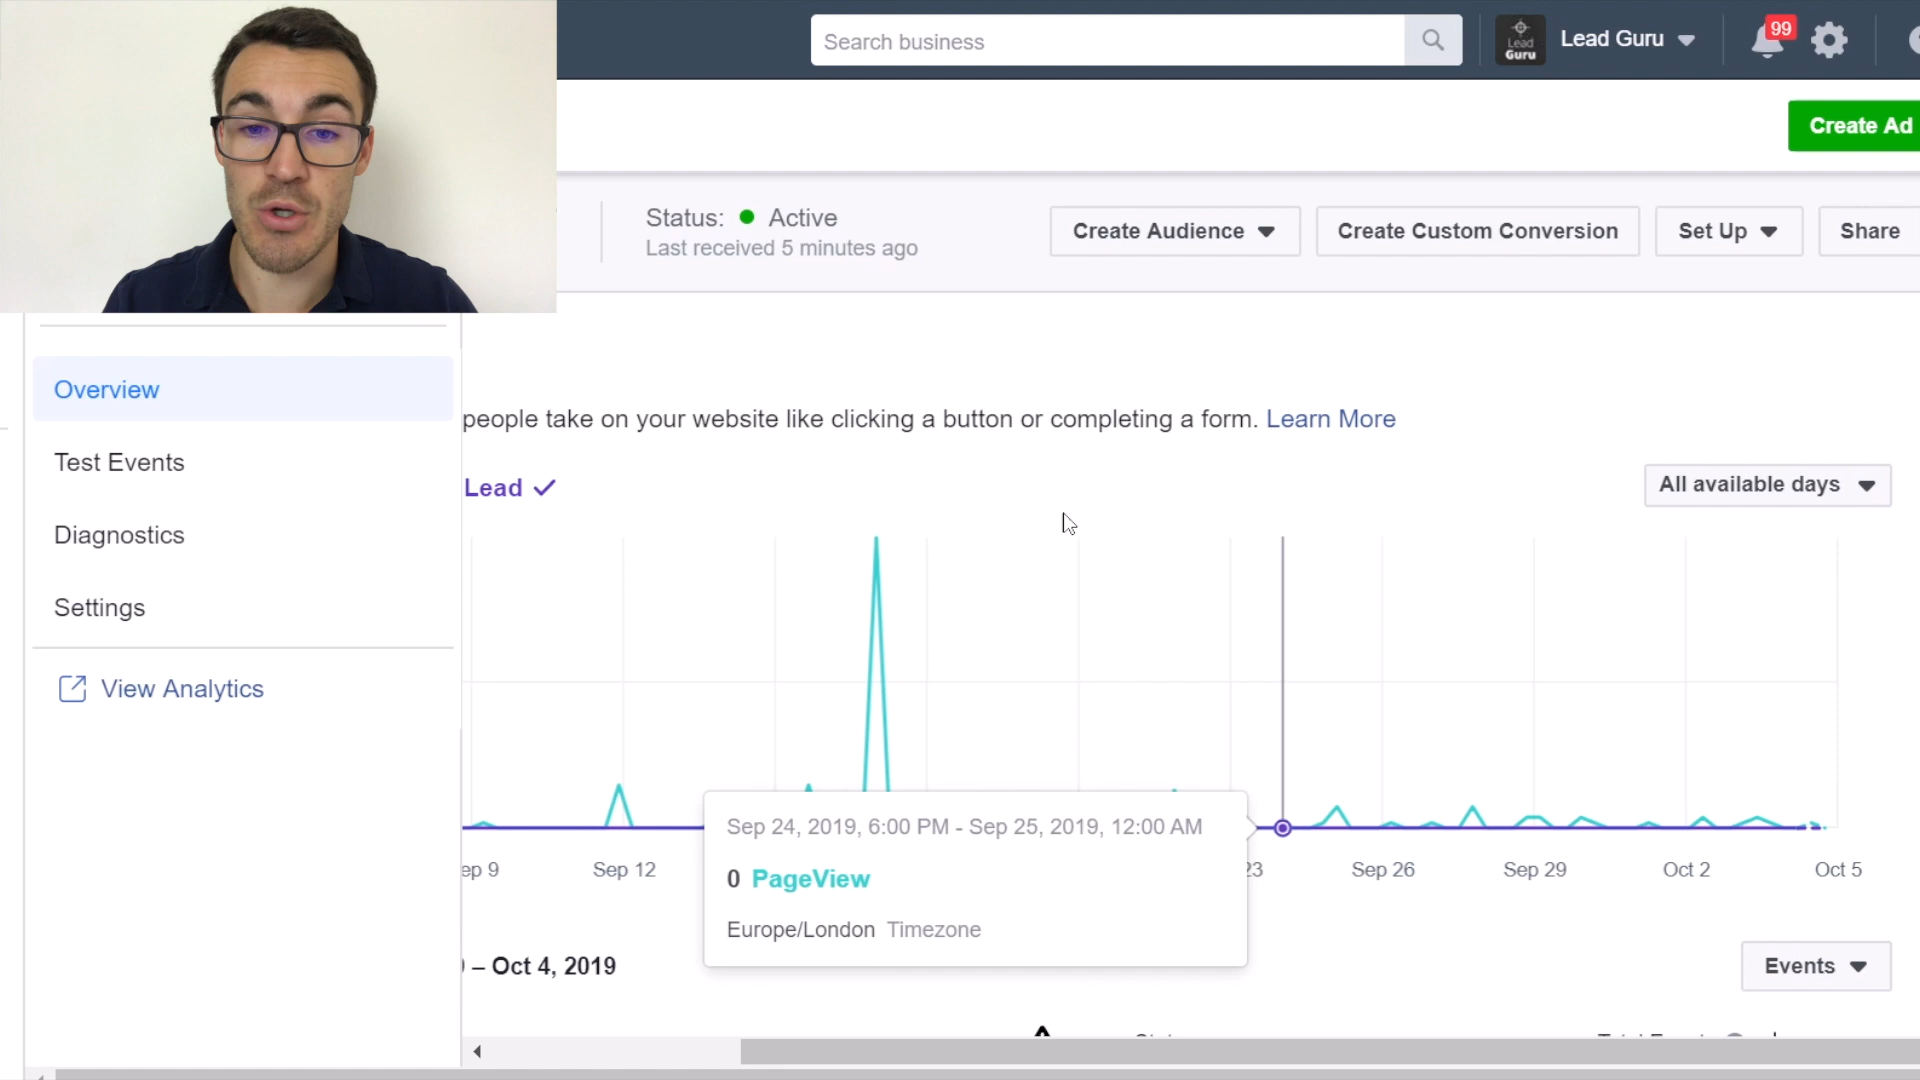 Search business
Lead
Guru
Lead Guru
99
Create Ad
Status: Active
Last received 5 minutes ago
Create Audience
Create Custom Conversion
Set Up
Share
Overview
Test Events
Diagnostics
Settings
View Analytics
people take on your website like clicking a button or completing a form. Learn More
Lead
All available days
Sep 24, 2019, 6:00 PM - Sep 25, 2019, 12:00 AM
0 PageView
Europe/London Timezone
ep 9
Sep 12
23
Sep 26
Sep 29
Oct 2
Oct 5
– Oct 4, 2019
Events